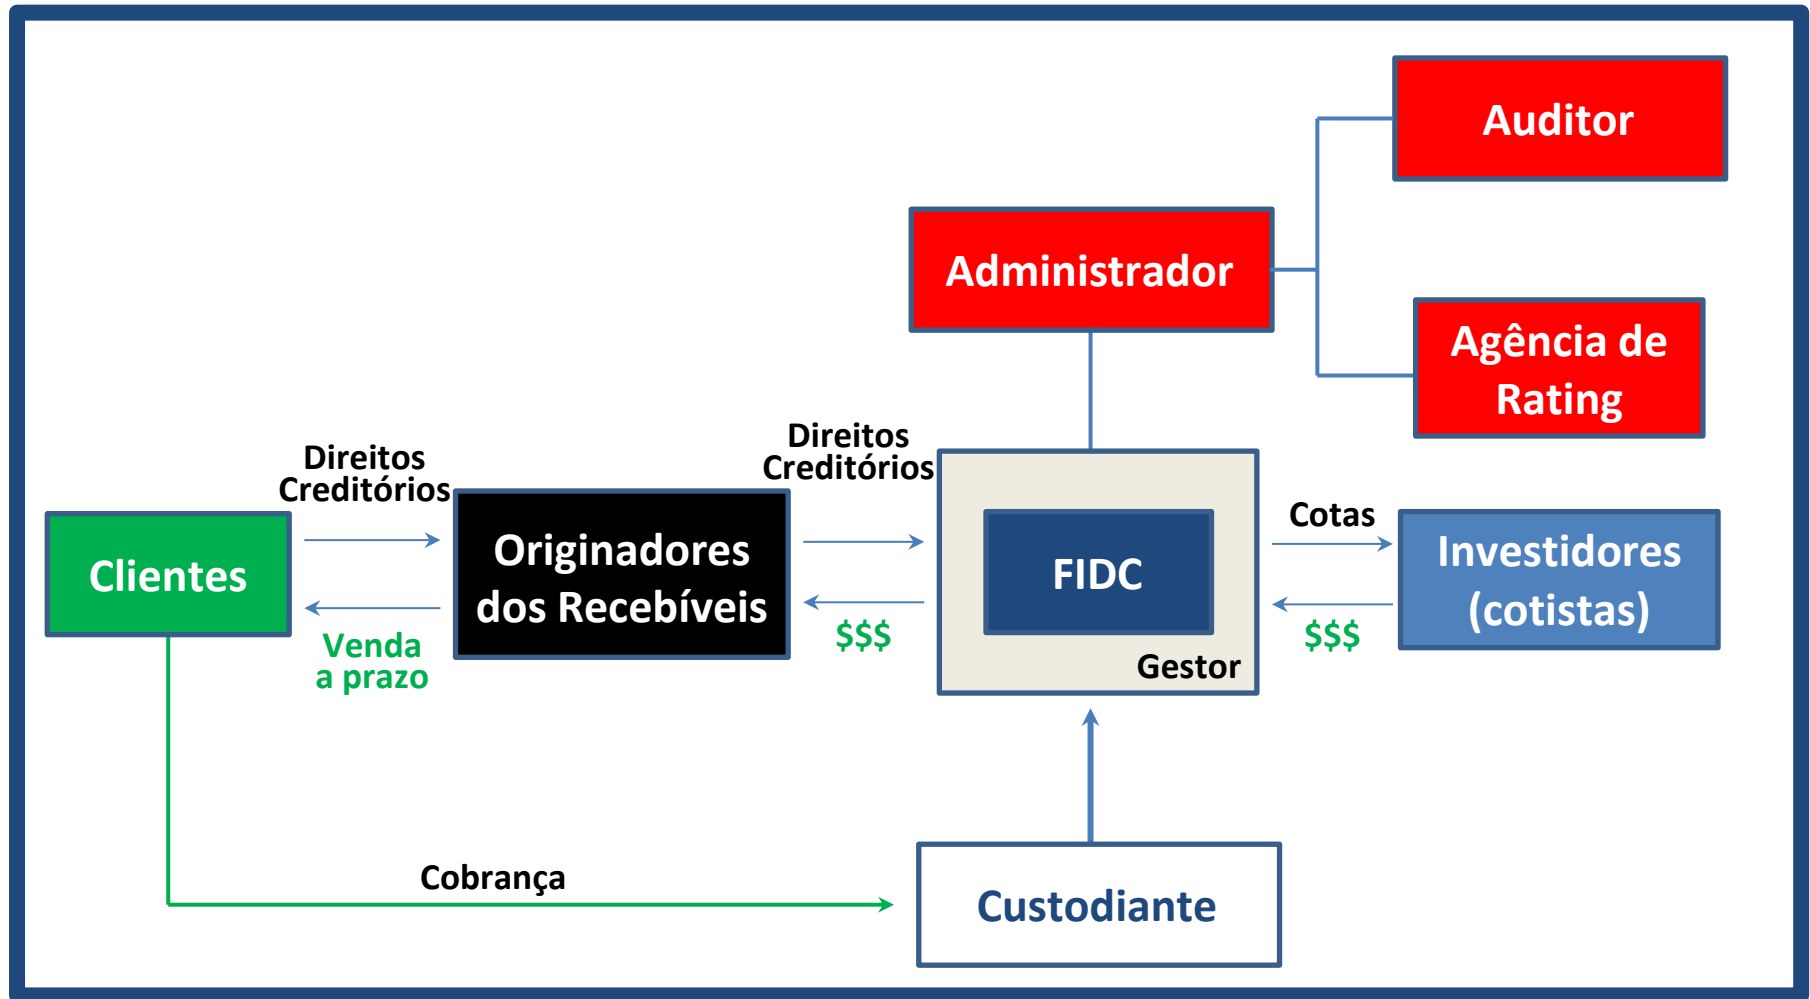 Auditor
Administrador
Agência de
Rating
Direitos
Creditórios
Direitos
Creditórios
Clientes
Originadores
dos Recebíveis
FIDC
Gestor
Cotas
Investidores
(cotistas)
Venda
a prazo
$$$
$$$
Cobrança
Custodiante